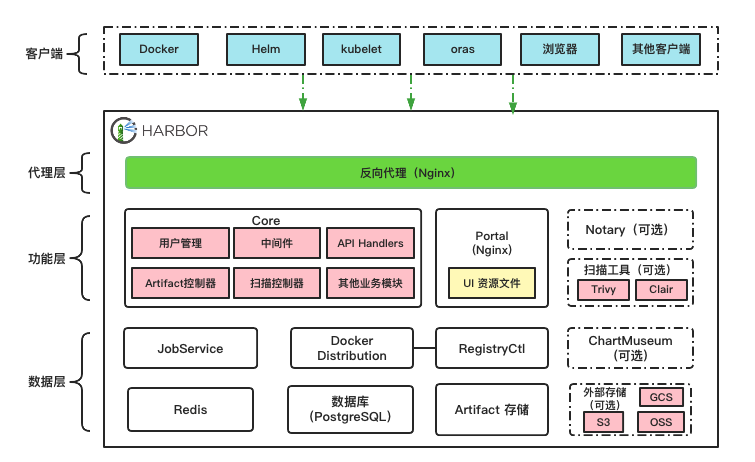 客户端
Docker
Helm
kubelet
oras
浏览器
其他客户端
HARBOR
代理层
反向代理（Nginx）
功能层
Core
用户管理
中间件
API Handlers
Artifact控制器
扫描控制器
其他业务模块
Portal
(Nginx)
UI 资源文件
Notary（可选）
扫描工具（可选）
Trivy
Clair
数据层
JobService
Docker
Distribution
RegistryCtl
ChartMuseum
（可选）
Redis
数据库
（PostgreSQL）
Artifact 存储
外部存储
（可选）
GCS
S3
OSS